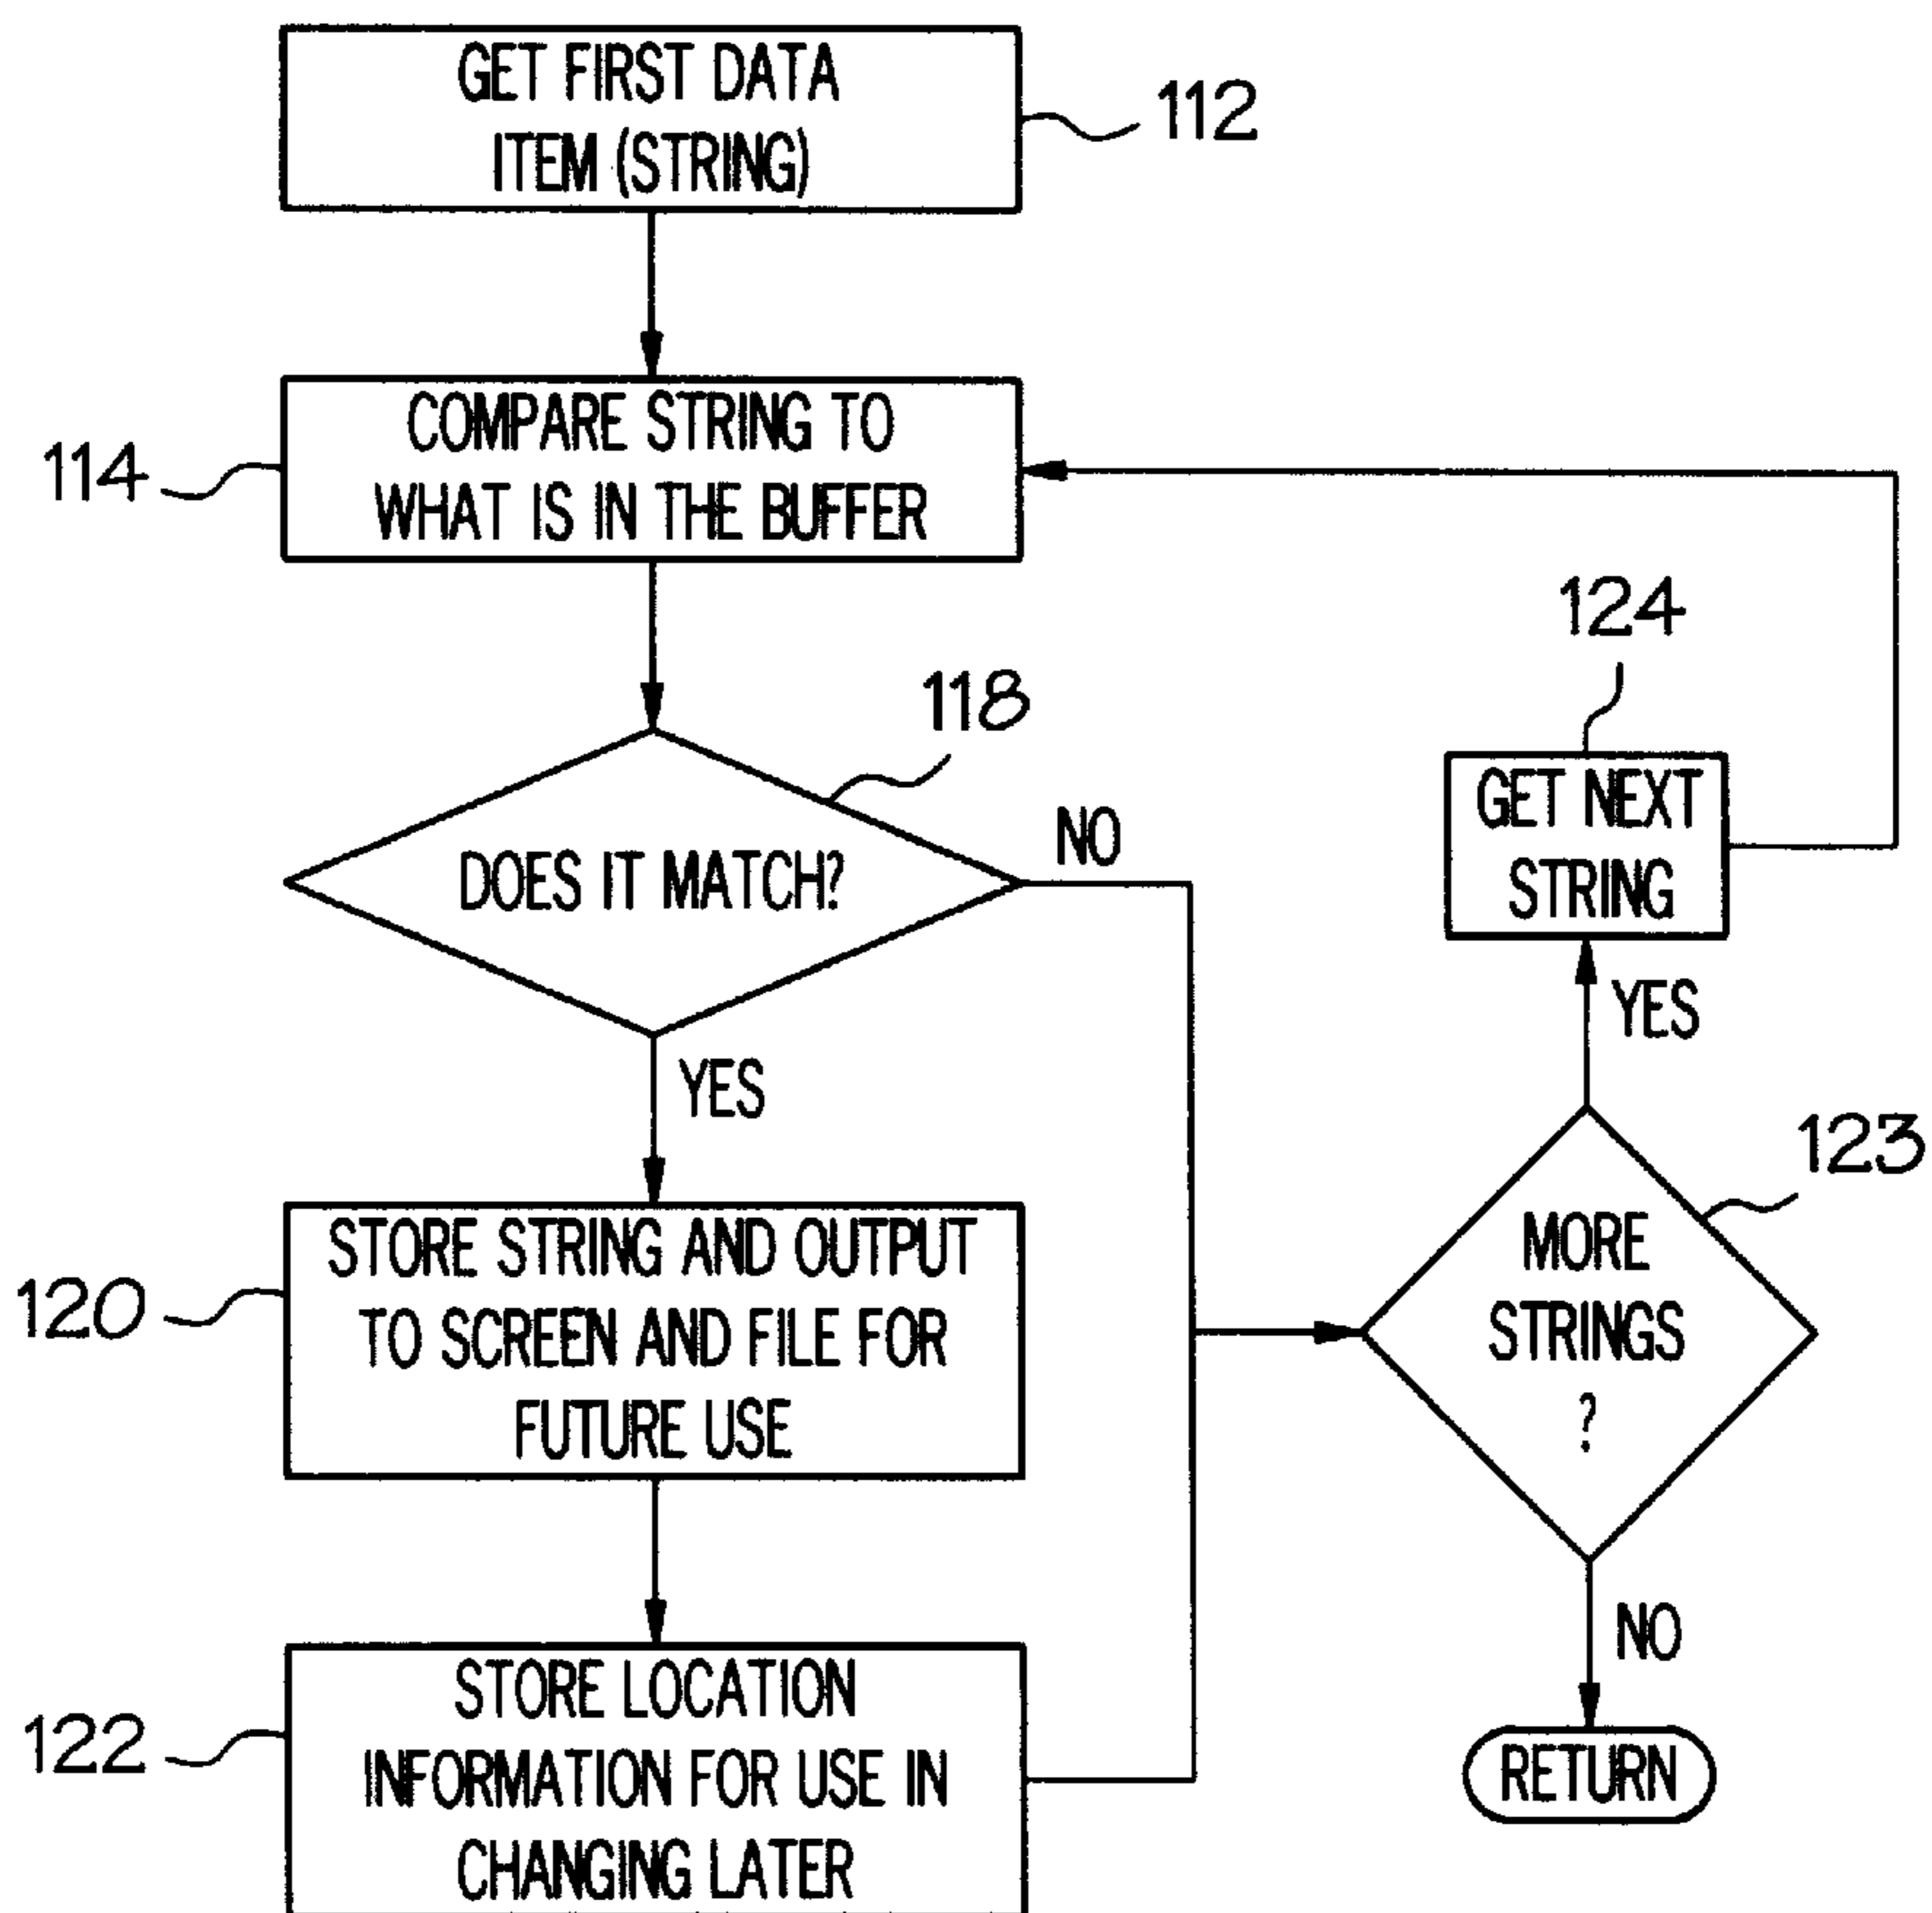 GET FIRST DATA
ITEM (STRING)
112
COMPARE STRING TO
WHAT IS IN THE BUFFER
114
118
DOES IT MATCH?
NO
YES
124
GET NEXT
STRING
YES
123
MORE
STRINGS
?
NO
RETURN
STORE STRING AND OUTPUT
TO SCREEN AND FILE FOR
FUTURE USE
120
STORE LOCATION
INFORMATION FOR USE IN
CHANGING LATER
122